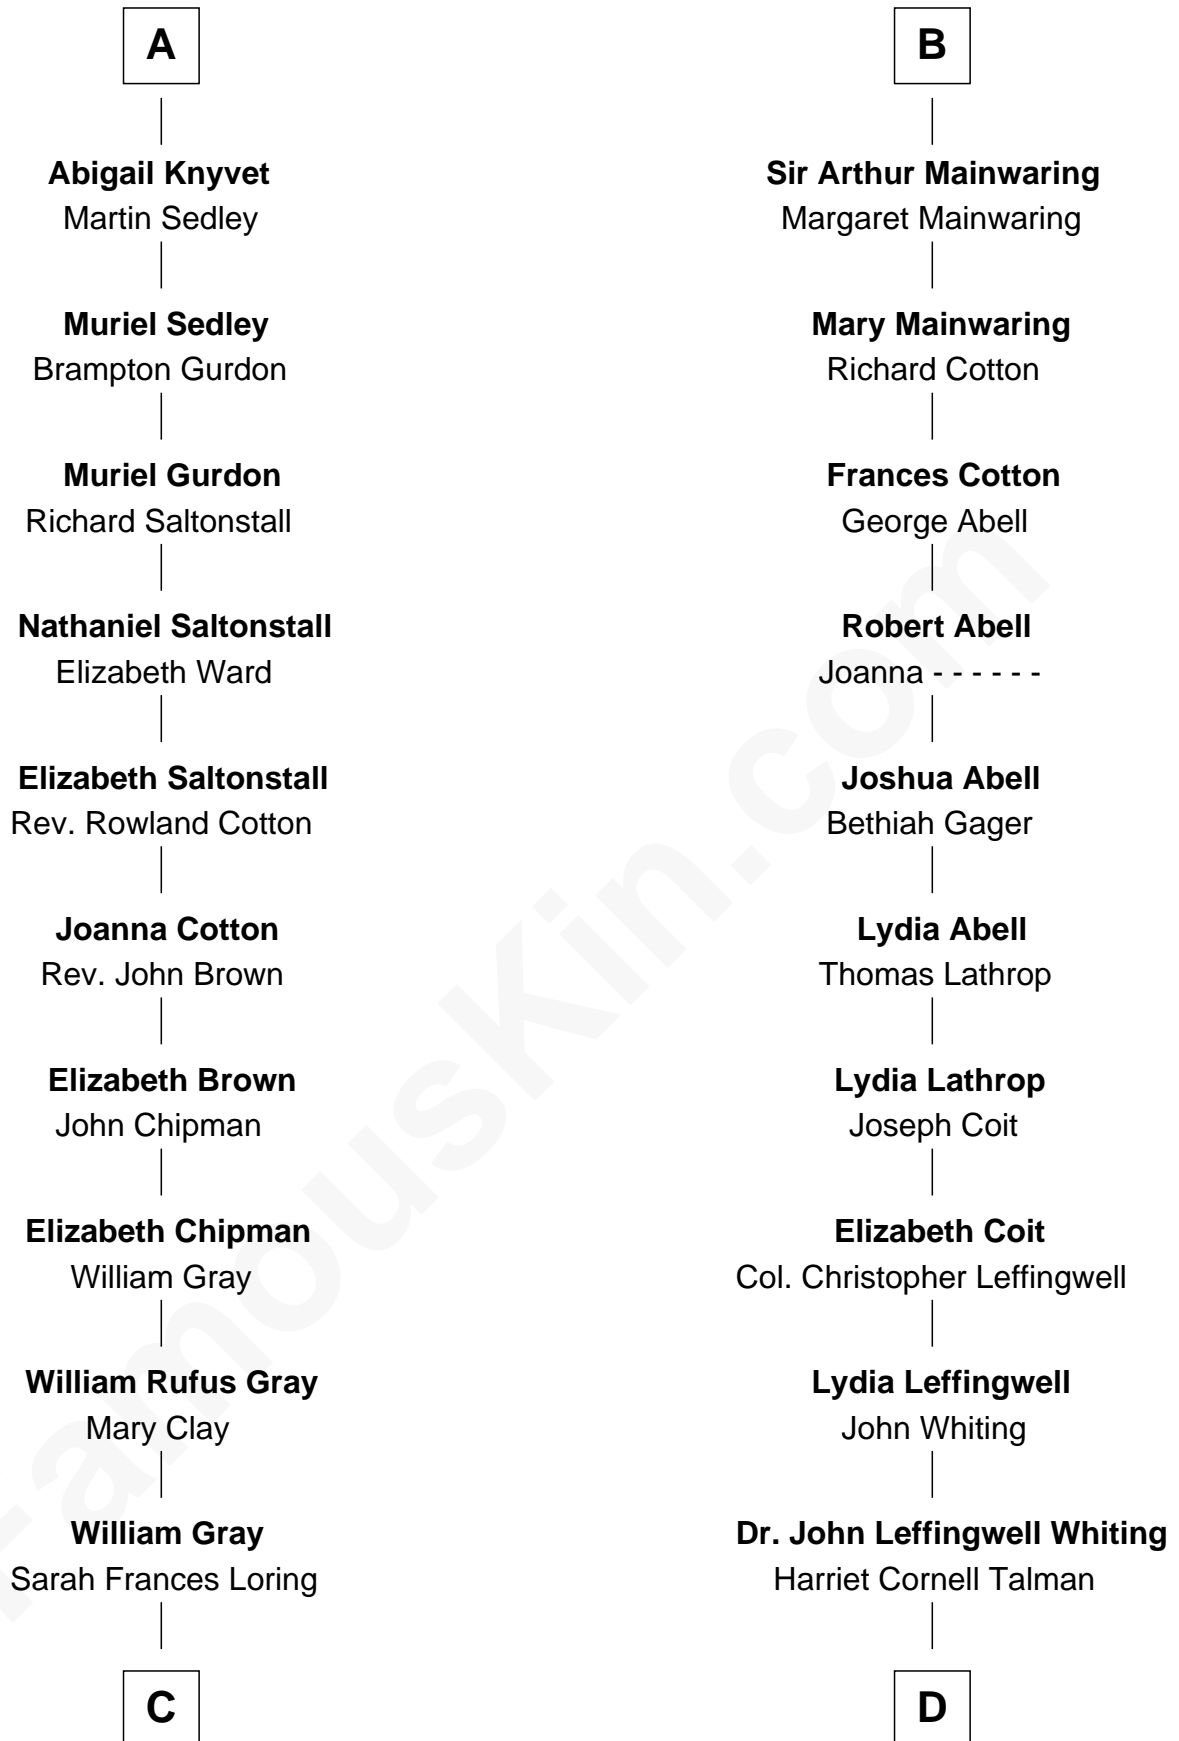 A
Abigail Knyvet
Martin Sedley
Muriel Sedley
Brampton Gurdon
Muriel Gurdon
Richard Saltonstall
Nathaniel Saltonstall
Elizabeth Ward
Elizabeth Saltonstall
Rev. Rowland Cotton
Joanna Cotton
Rev. John Brown
Elizabeth Brown
John Chipman
Elizabeth Chipman
William Gray
William Rufus Gray
Mary Clay
William Gray
Sarah Frances Loring
C
B
Sir Arthur Mainwaring
Margaret Mainwaring
Mary Mainwaring
Richard Cotton
Frances Cotton
George Abell
Robert Abell
Joanna - - - - - -
Joshua Abell
Bethiah Gager
Lydia Abell
Thomas Lathrop
Lydia Lathrop
Joseph Coit
Elizabeth Coit
Col. Christopher Leffingwell
Lydia Leffingwell
John Whiting
Dr. John Leffingwell Whiting
Harriet Cornell Talman
D
FamousKin.com